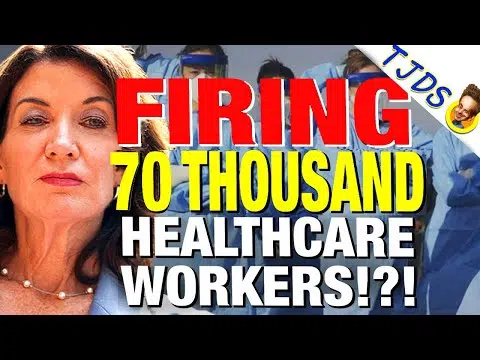 TJDS
FIRING
70 THOUSAND
HEALTHCARE
WORKERS!?!